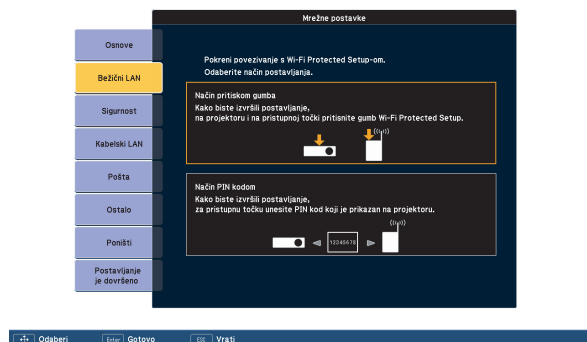 Mrežne postavke
Osnove
Bežični LAN
Sigurnost
Kabelski LAN
Pošta
Ostalo
Poništi
Postavljanje
je dovršeno
Pokreni povezivanje s Wi-Fi Protected Setup-om.
Odaberite način postavljanja.
Način pritiskom gumba
Kako biste izvršili postavljanje,
na projektoru i na pristupnoj točki pritisnite gumb Wi-Fi Protected Setup.
Način PIN kodom
Kako biste izvršili postavljanje,
za pristupnu točku unesite PIN kod koji je prikazan na projektoru.
12345678
Odaberi Enter Gotovo ESC Vrati